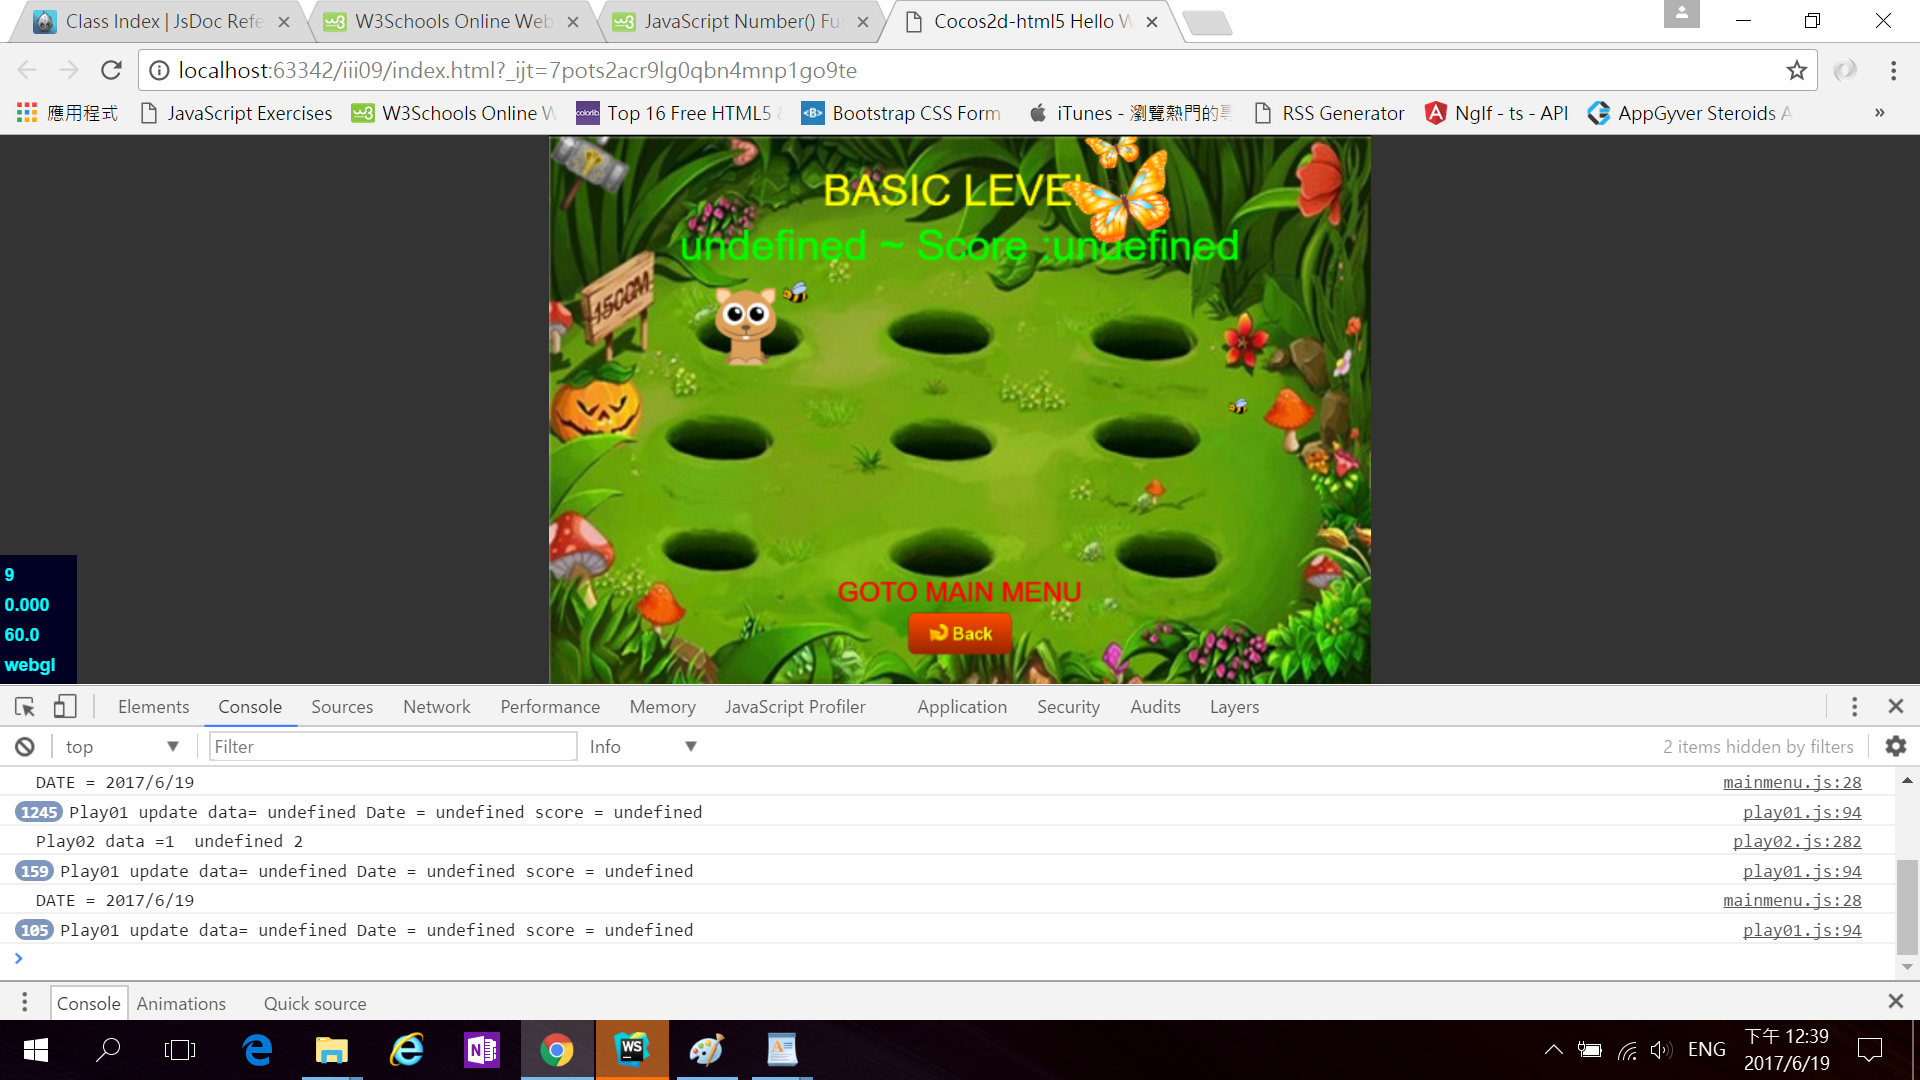 Class Index | JsDoc Refe
W3Schools Online Web
JavaScript Number() Fu
Cocos2d-html5 Hello W
localhost:63342/iii09/index.html?_ijt=7pots2acr9lg0qbn4mnp1go9te
應用程式
JavaScript Exercises
W3Schools Online W
Top 16 Free HTML5 &
Bootstrap CSS Form
iTunes - 瀏覽熱門的專
RSS Generator
NgIf - ts - API
AppGyver Steroids A
»
BASIC LEVEL
undefined ~ Score :undefined
1500M
GOTO MAIN MENU
Back
9
0.000
60.0
webgl
Elements
Console
Sources
Network
Performance
Memory
JavaScript Profiler
Application
Security
Audits
Layers
top
Filter
Info
2 items hidden by filters
DATE = 2017/6/19 mainmenu.js:28
1245 Play01 update data= undefined Date = undefined score = undefined play01.js:94
Play02 data =1  undefined 2 play02.js:282
159 Play01 update data= undefined Date = undefined score = undefined play01.js:94
DATE = 2017/6/19 mainmenu.js:28
105 Play01 update data= undefined Date = undefined score = undefined play01.js:94
Console
Animations
Quick source
WS
ENG
下午 12:39
2017/6/19